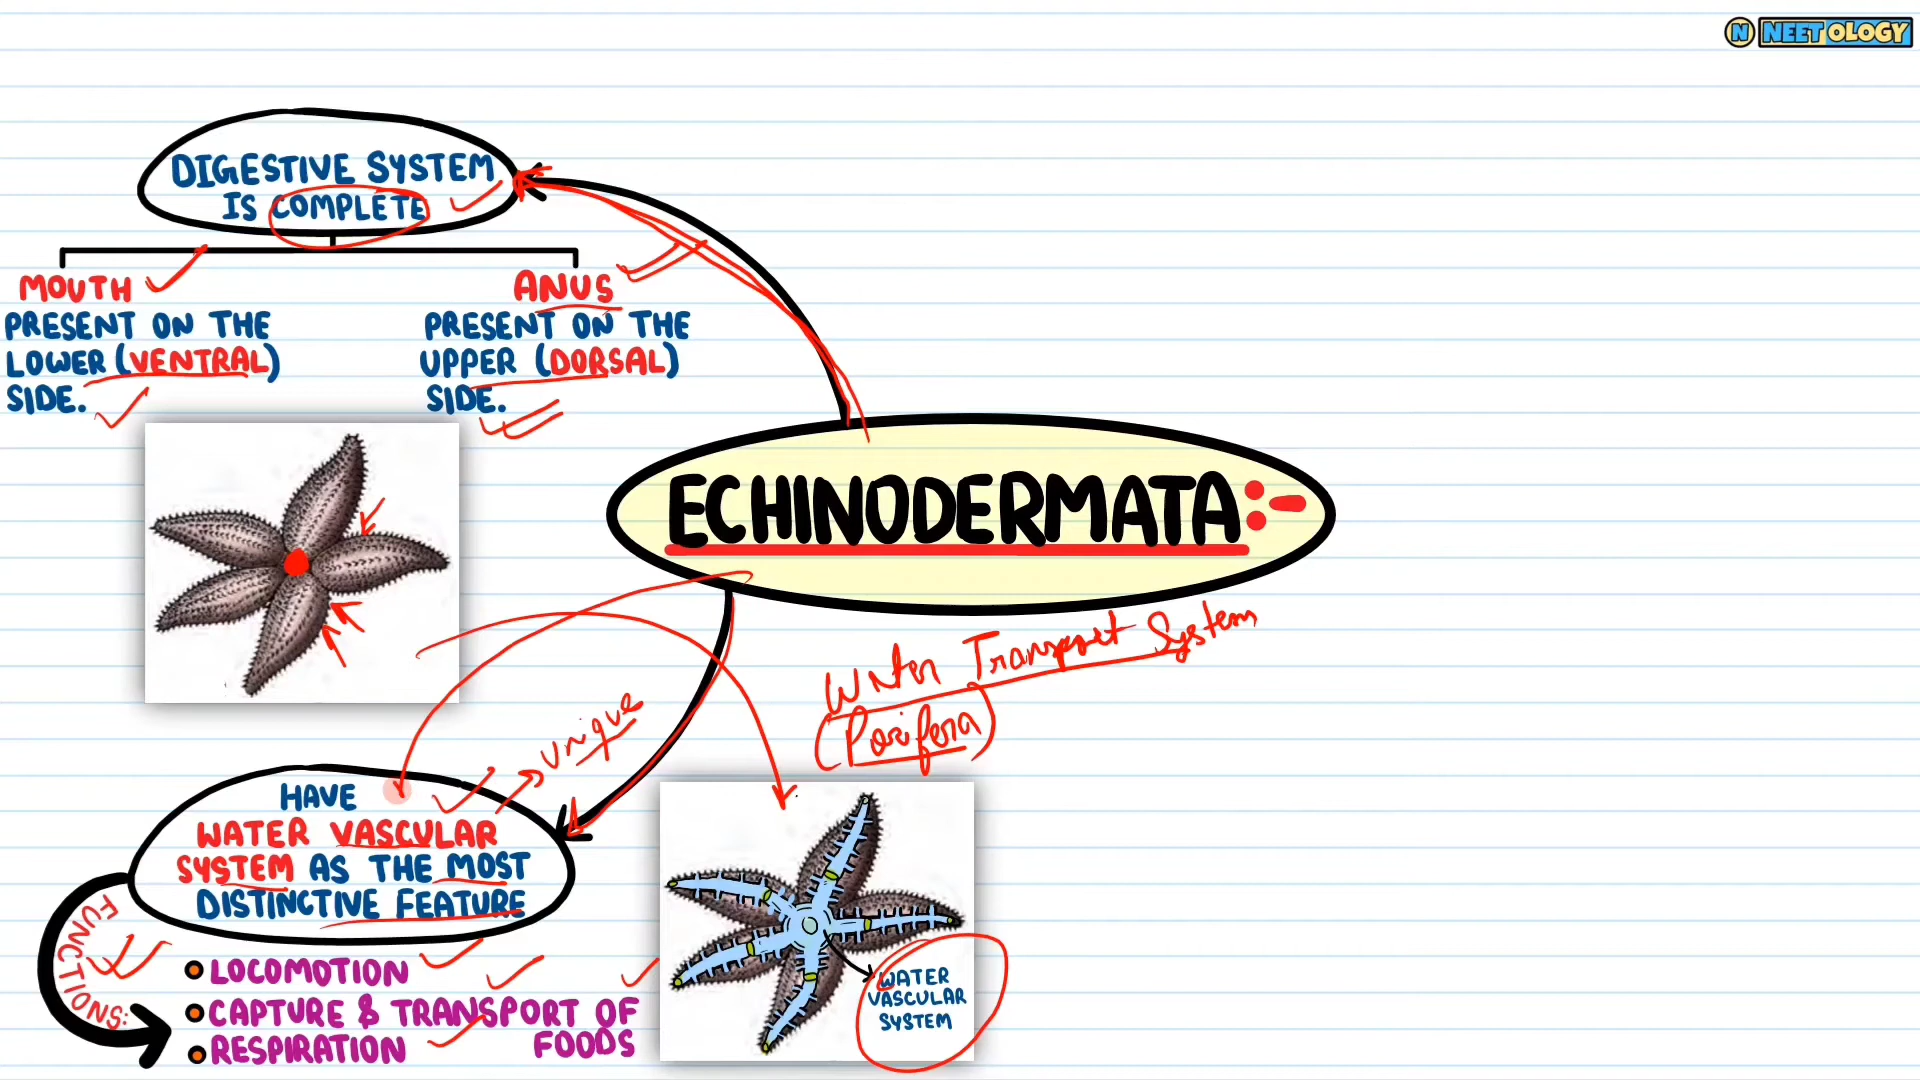 N NEETOLOGY
DIGESTIVE SYSTEM
IS COMPLETE
MOUTH
PRESENT ON THE
LOWER (VENTRAL)
SIDE.
ANUS
PRESENT ON THE
UPPER (DORSAL)
SIDE.
ECHINODERMATA:-
Water Transport System
(Porifera)
Unique
HAVE
WATER VASCULAR
SYSTEM AS THE MOST
DISTINCTIVE FEATURE
FUNCTIONS:
LOCOMOTION
CAPTURE & TRANSPORT OF
FOODS
RESPIRATION
WATER
VASCULAR
SYSTEM